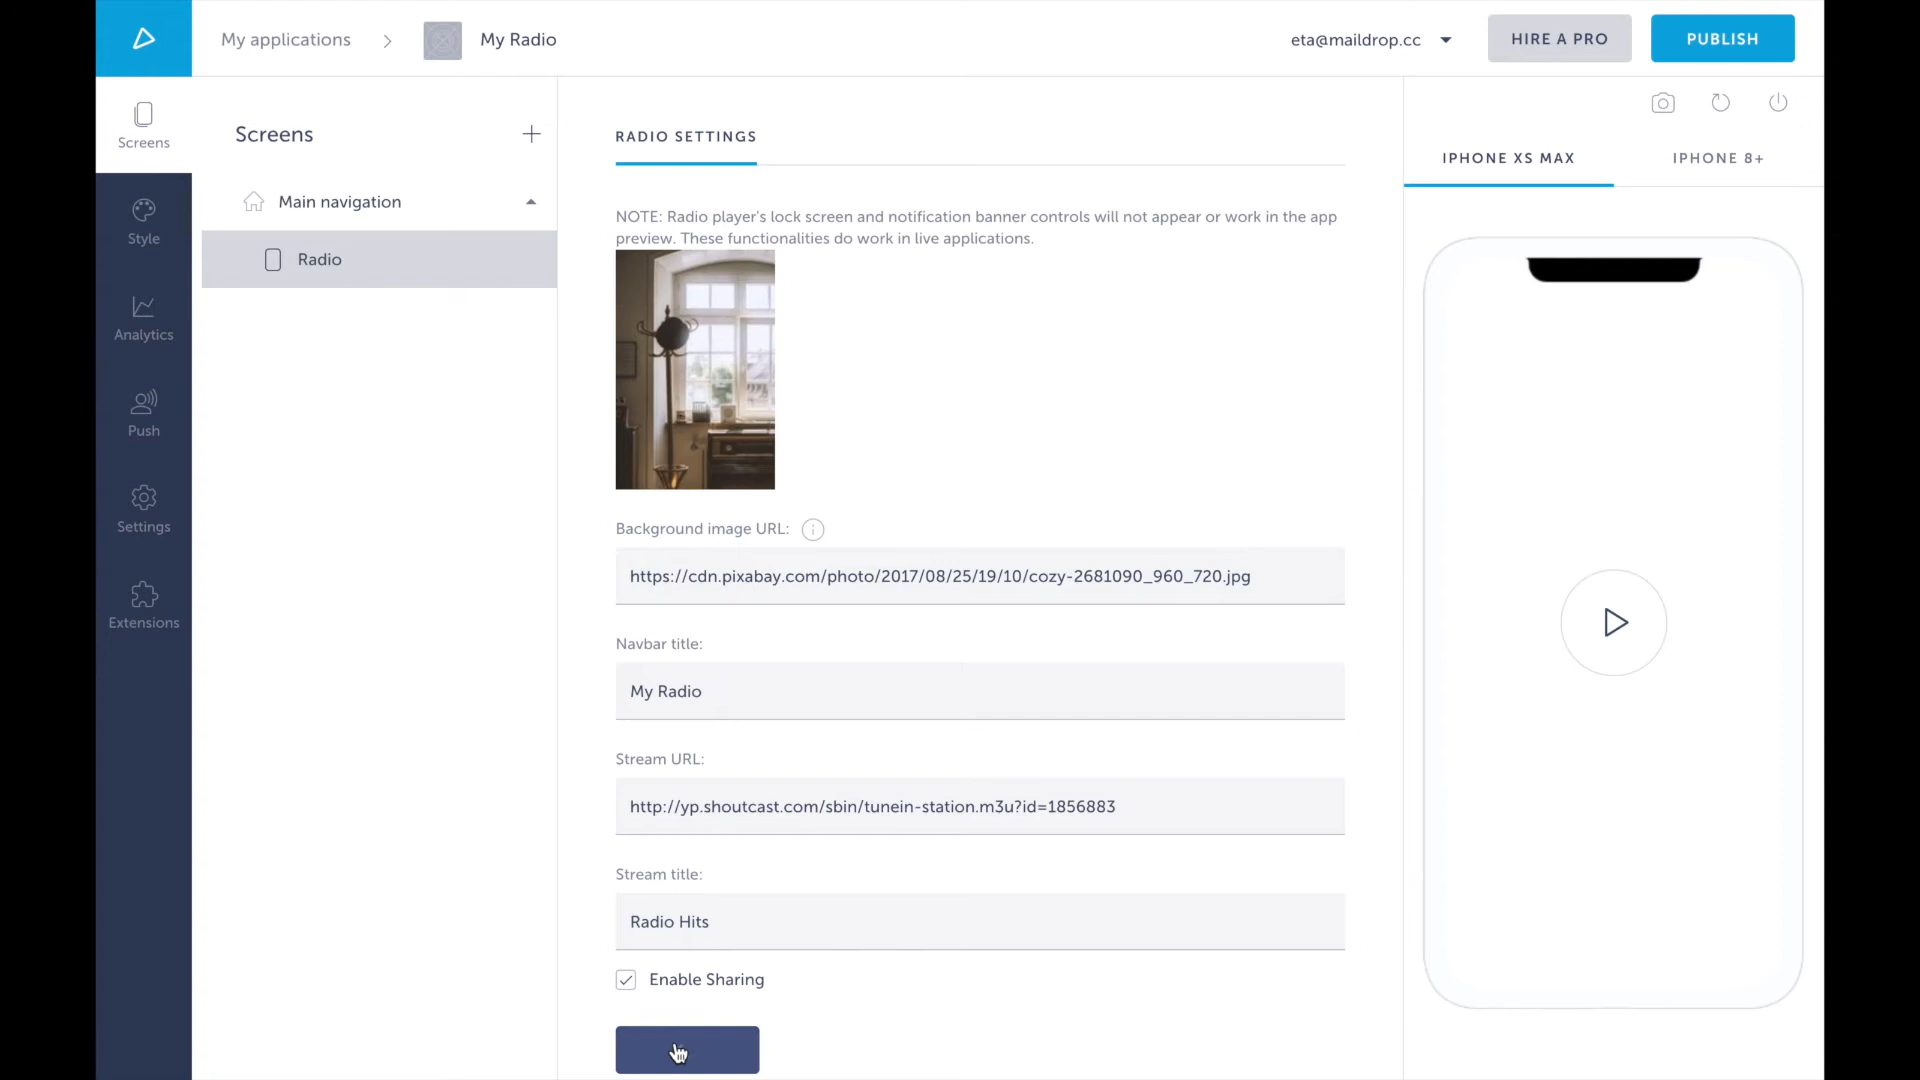 My applications
My Radio
eta@maildrop.cc
HIRE A PRO
PUBLISH
Screens
Style
Analytics
Push
Settings
Extensions
Screens
Main navigation
Radio
RADIO SETTINGS
NOTE: Radio player's lock screen and notification banner controls will not appear or work in the app
preview. These functionalities do work in live applications.
Background image URL:
https://cdn.pixabay.com/photo/2017/08/25/19/10/cozy-2681090_960_720.jpg
Navbar title:
My Radio
Stream URL:
http://yp.shoutcast.com/sbin/tunein-station.m3u?id=1856883
Stream title:
Radio Hits
Enable Sharing
IPHONE XS MAX
IPHONE 8+